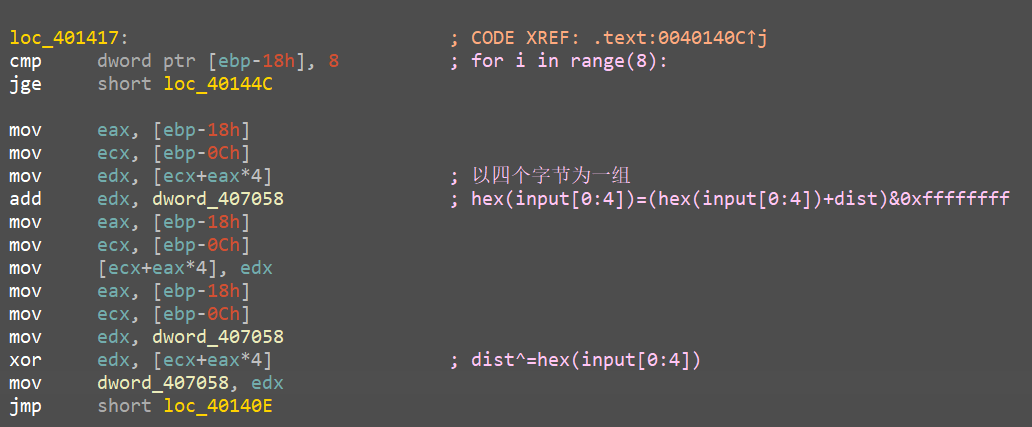 loc_401417: ; CODE XREF: .text:0040140C↑j
cmp dword ptr [ebp-18h], 8 ; for i in range(8):
jge short loc_40144C
mov eax, [ebp-18h]
mov ecx, [ebp-0Ch]
mov edx, [ecx+eax*4] ; 以四个字节为一组
add edx, dword_407058 ; hex(input[0:4])=(hex(input[0:4])+dist)&0xffffffff
mov eax, [ebp-18h]
mov ecx, [ebp-0Ch]
mov [ecx+eax*4], edx
mov eax, [ebp-18h]
mov ecx, [ebp-0Ch]
mov edx, dword_407058
xor edx, [ecx+eax*4] ; dist^=hex(input[0:4])
mov dword_407058, edx
jmp short loc_40140E